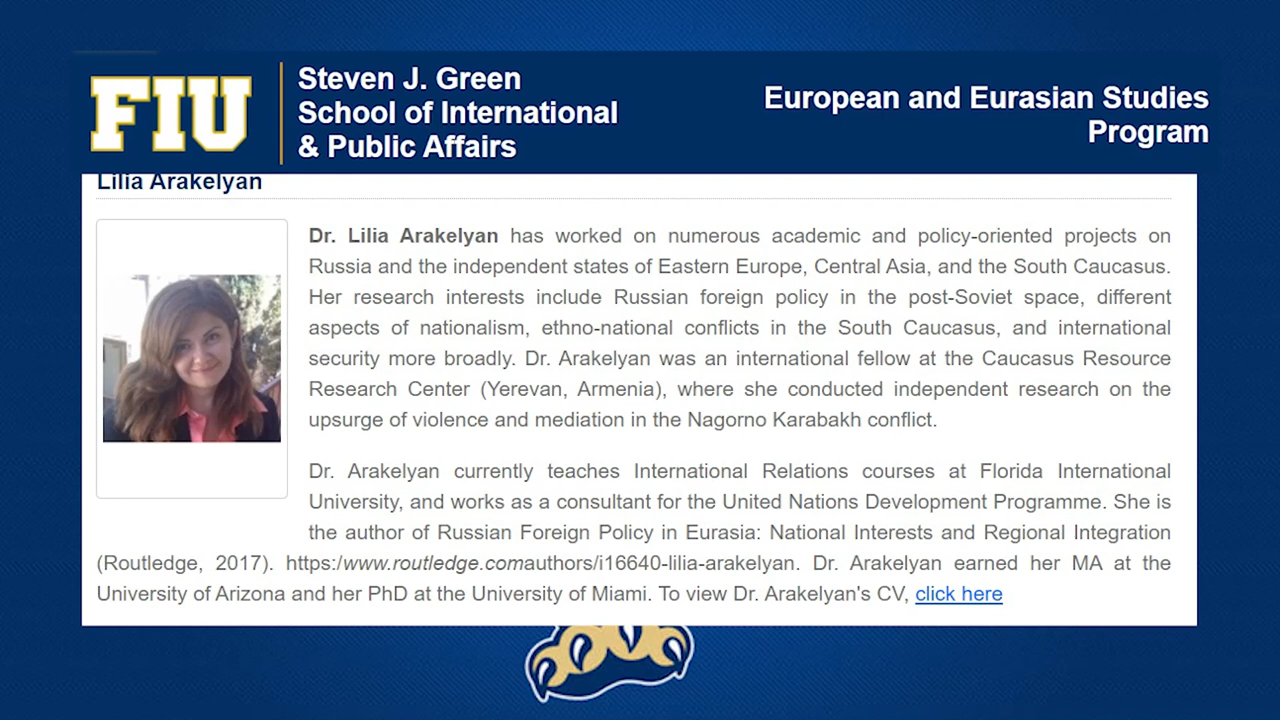 FIU
Steven J. Green
School of International
& Public Affairs
European and Eurasian Studies
Program
Lilia Arakelyan
Dr. Lilia Arakelyan has worked on numerous academic and policy-oriented projects on
Russia and the independent states of Eastern Europe, Central Asia, and the South Caucasus.
Her research interests include Russian foreign policy in the post-Soviet space, different
aspects of nationalism, ethno-national conflicts in the South Caucasus, and international
security more broadly. Dr. Arakelyan was an international fellow at the Caucasus Resource
Research Center (Yerevan, Armenia), where she conducted independent research on the
upsurge of violence and mediation in the Nagorno Karabakh conflict.
Dr. Arakelyan currently teaches International Relations courses at Florida International
University, and works as a consultant for the United Nations Development Programme. She is
the author of Russian Foreign Policy in Eurasia: National Interests and Regional Integration
(Routledge, 2017). https:/www.routledge.comauthors/i16640-lilia-arakelyan. Dr. Arakelyan earned her MA at the
University of Arizona and her PhD at the University of Miami. To view Dr. Arakelyan's CV, click here